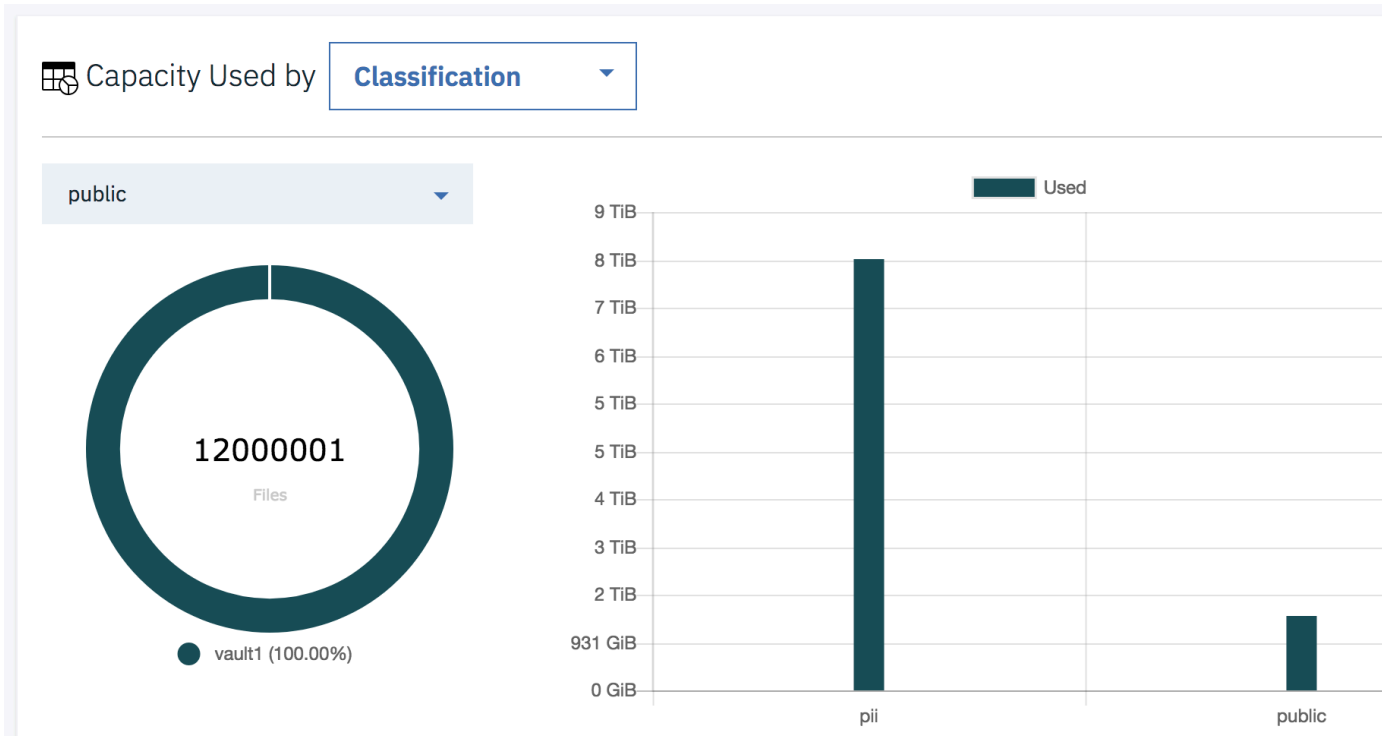 Capacity Used by Classification
public
12000001
Files
vault1 (100.00%)
Used
9 TiB
8 TiB
7 TiB
6 TiB
5 TiB
5 TiB
4 TiB
3 TiB
2 TiB
931 GiB
0 GiB
pii
public